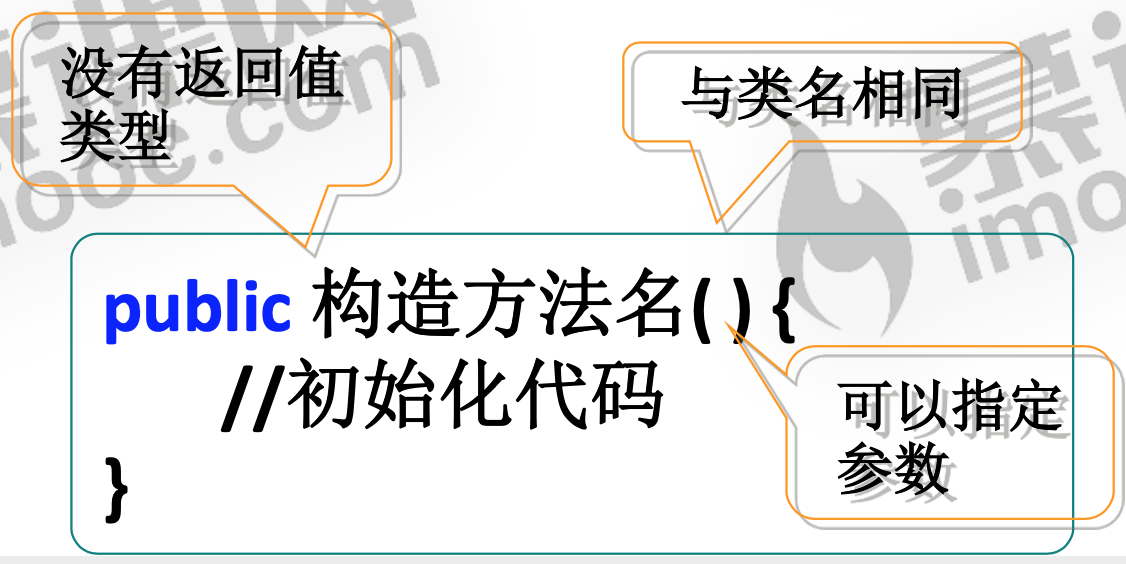 没有返回值
类型
与类名相同
public 构造方法名( ) {
//初始化代码
}
可以指定
参数